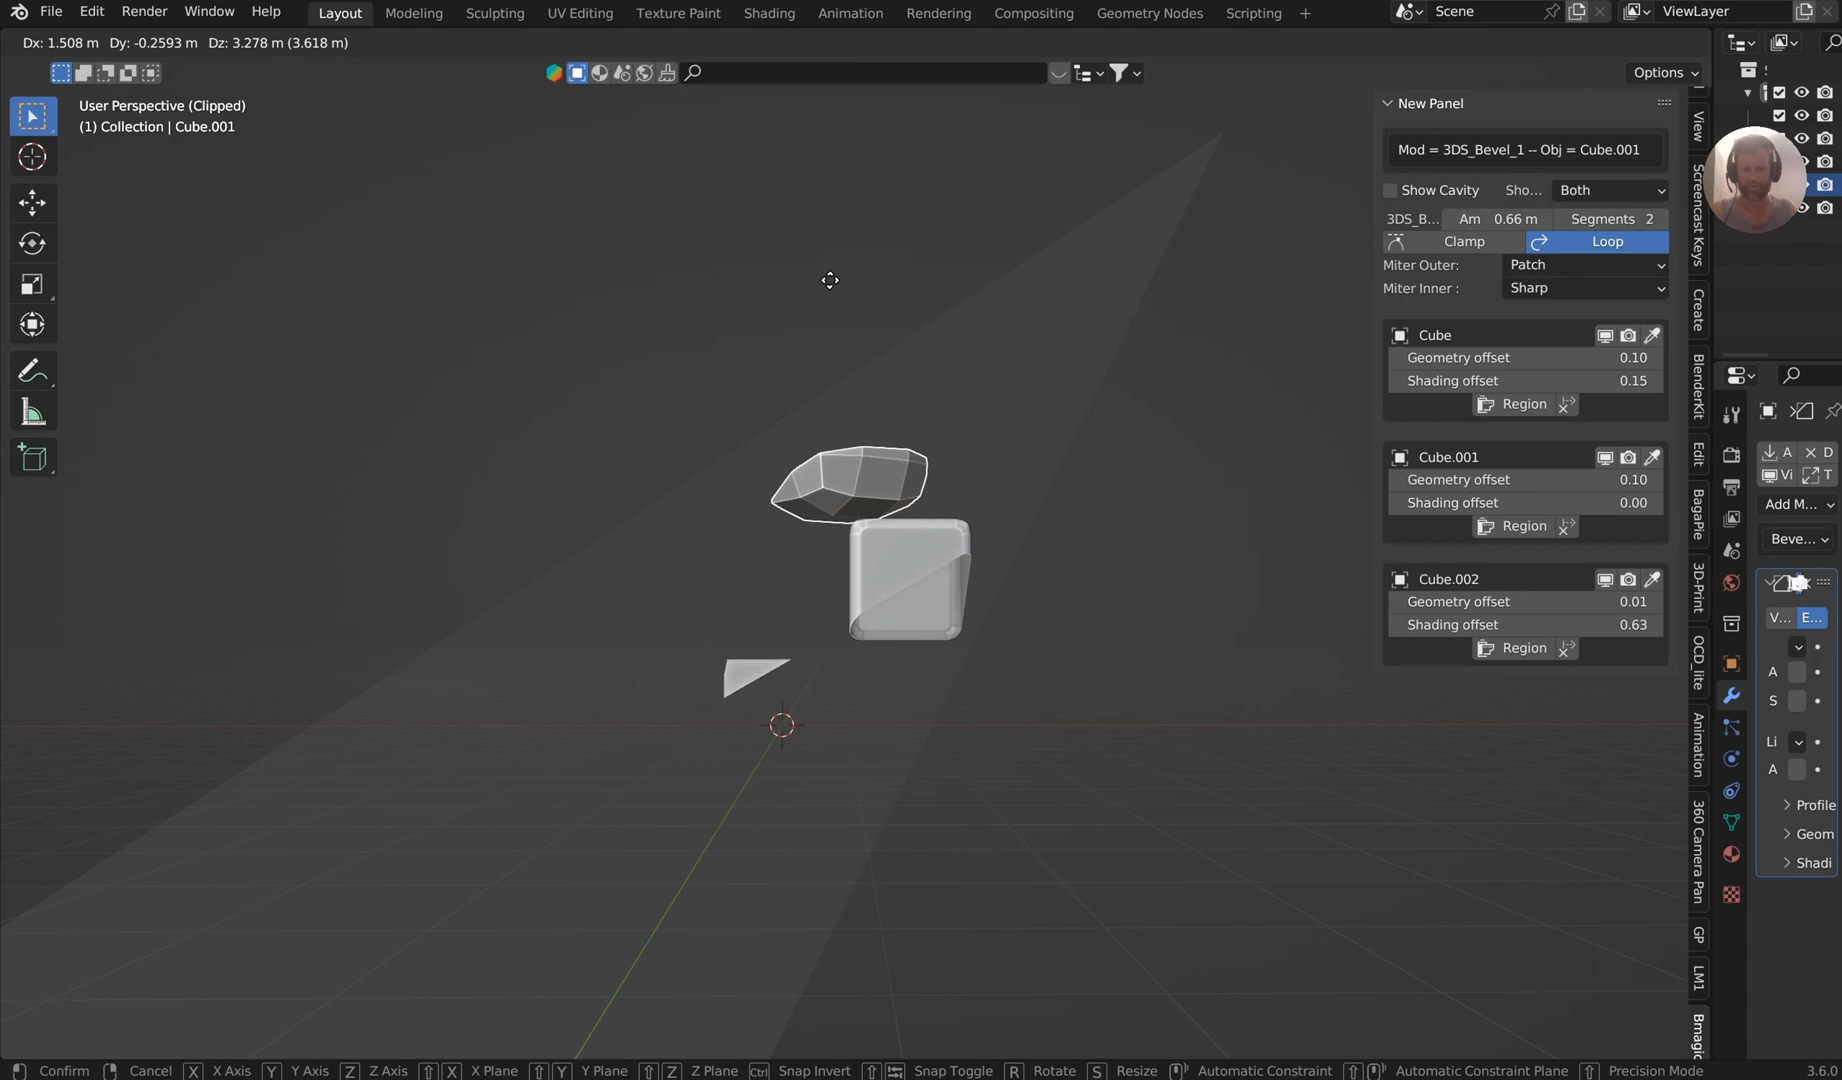 File Edit Render Window Help Layout Modeling Sculpting UV Editing Texture Paint Shading Animation Rendering Compositing Geometry Nodes Scripting + Scene ViewLayer
Dx: 1.508 m Dy: -0.2593 m Dz: 3.278 m (3.618 m)
Options
User Perspective (Clipped)
(1) Collection | Cube.001
New Panel
Mod = 3DS_Bevel_1 -- Obj = Cube.001
Show Cavity Sho... Both
3DS_B... Am 0.66 m Segments 2
Clamp Loop
Miter Outer: Patch
Miter Inner : Sharp
Cube
Geometry offset 0.10
Shading offset 0.15
Region
Cube.001
Geometry offset 0.10
Shading offset 0.00
Region
Cube.002
Geometry offset 0.01
Shading offset 0.63
Region
View
Screencast Keys
Create
BlenderKit
Edit
BagaPie
3D-Print
OCD_lite
Animation
360 Camera Pan
GP
LM1
Bmagic
A D
Vi T
Add M...
Beve...
V... E...
A
S
Li
A
Profile
Geom
Shadi
Confirm Cancel X X Axis Y Y Axis Z Z Axis X X Plane Y Y Plane Z Z Plane Ctrl Snap Invert Snap Toggle R Rotate S Resize Automatic Constraint Automatic Constraint Plane Precision Mode 3.6.0